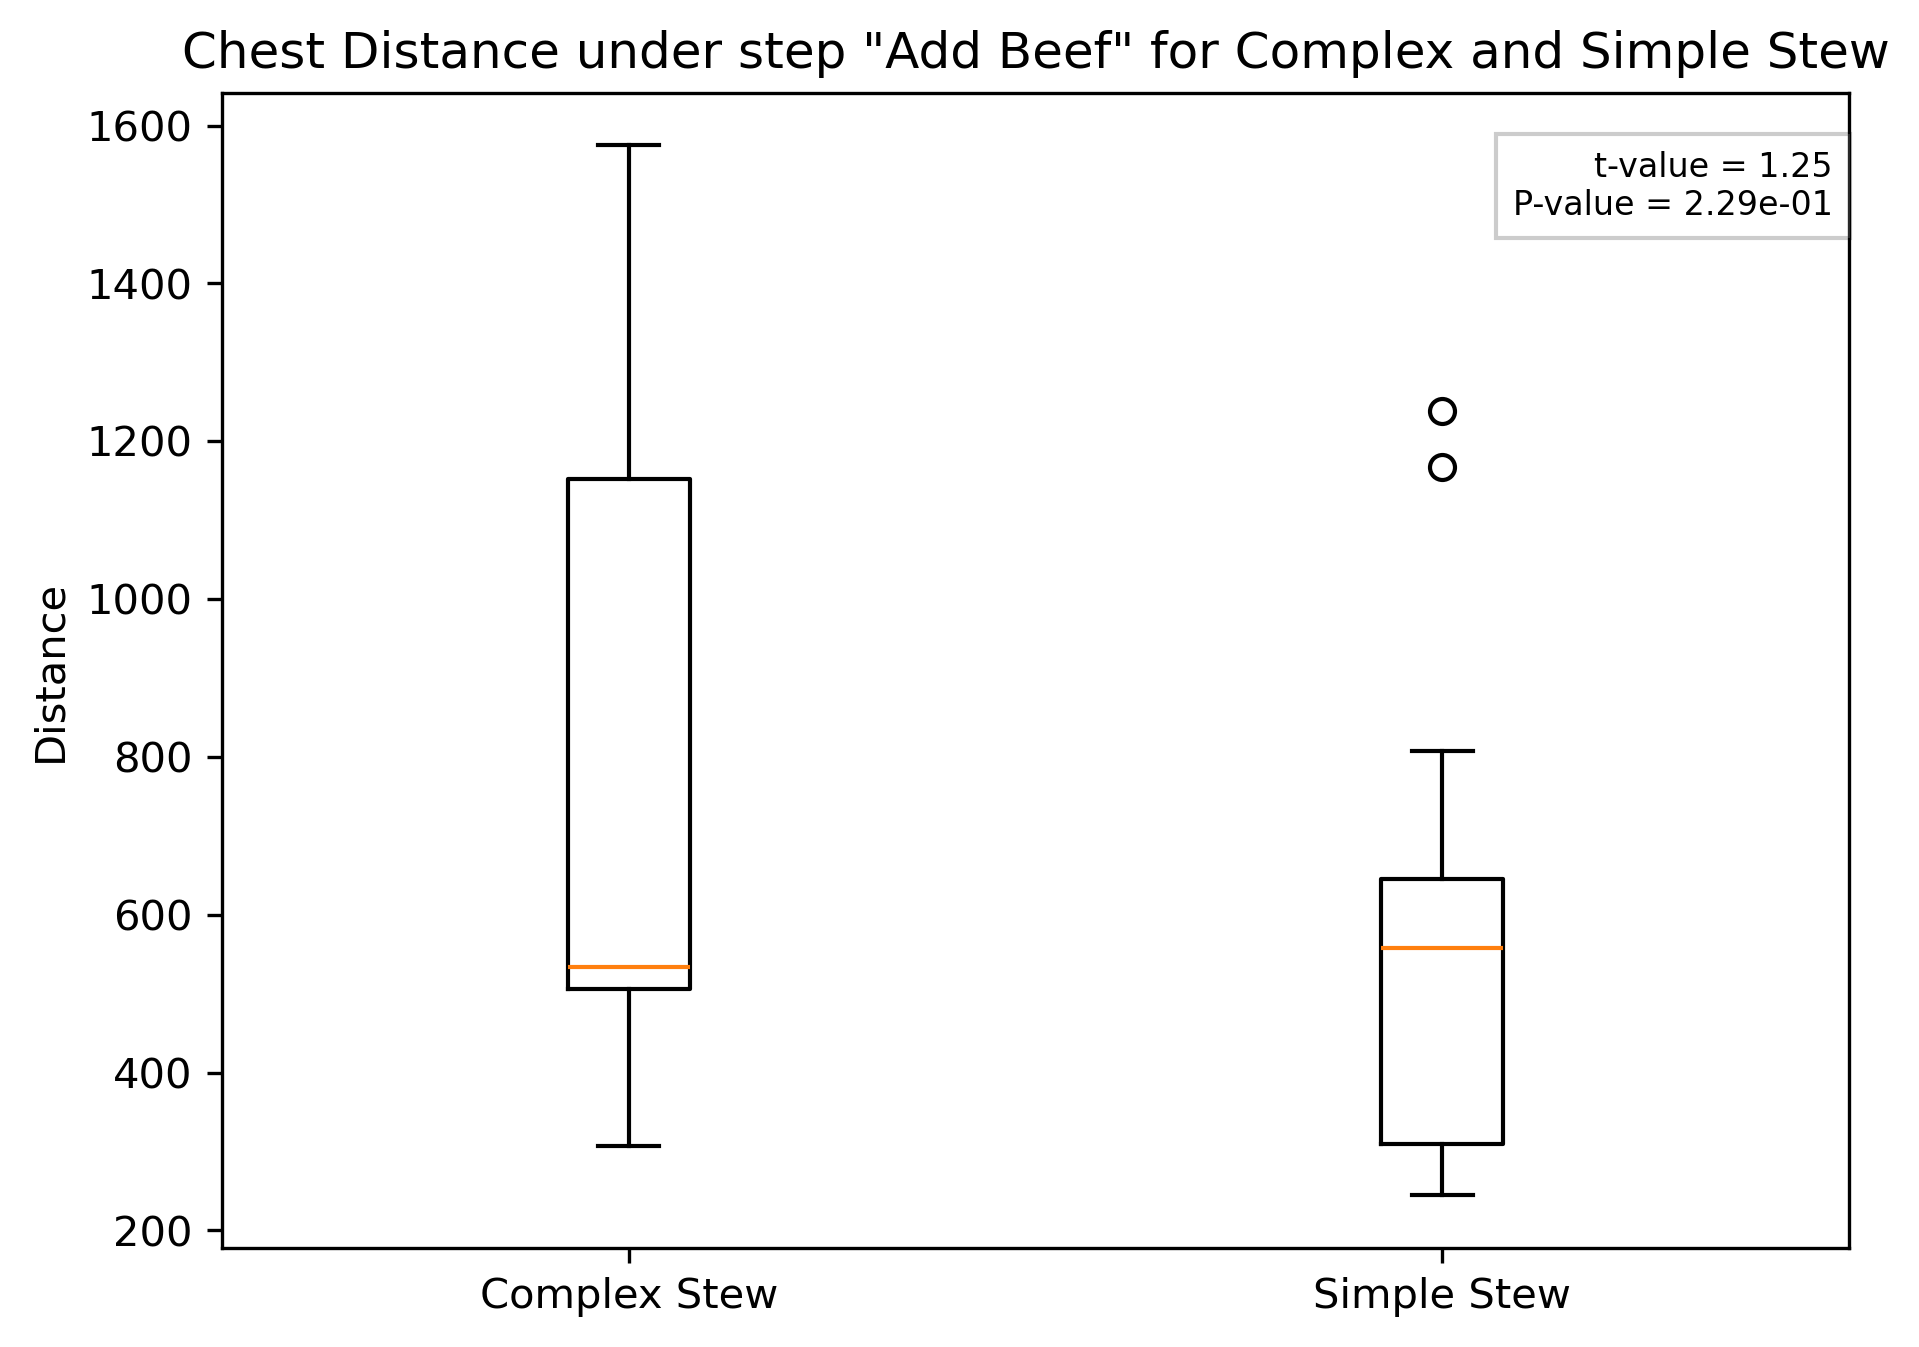 Chest Distance under step "Add Beef" for Complex and Simple Stew
t-value = 1.25
P-value = 2.29e-01
1600
1400
1200
1000
800
600
400
200
Distance
Complex Stew
Simple Stew